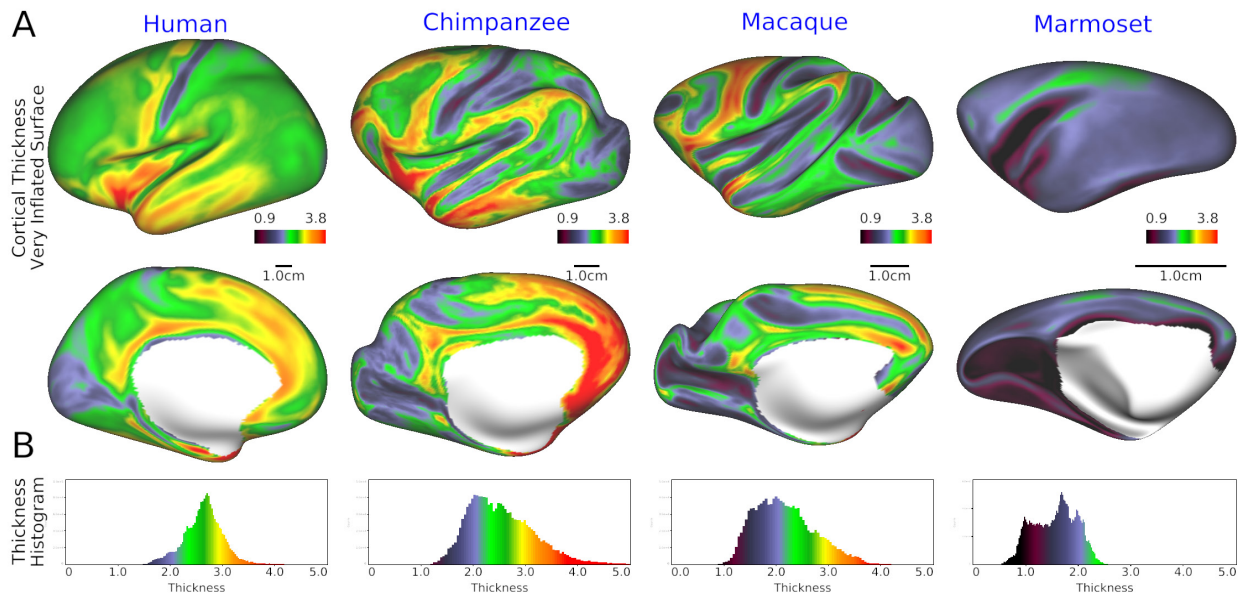 A
Human
Chimpanzee
Macaque
Marmoset
Cortical Thickness
Very Inflated Surface
0.9 3.8
0.9 3.8
0.9 3.8
0.9 3.8
1.0cm
1.0cm
1.0cm
1.0cm
B
Thickness
Histogram
0 1.0 2.0 3.0 4.0 5.0
Thickness
0 1.0 2.0 3.0 4.0 5.0
Thickness
0.0 1.0 2.0 3.0 4.0 5.0
Thickness
0 1.0 2.0 3.0 4.0 5.0
Thickness